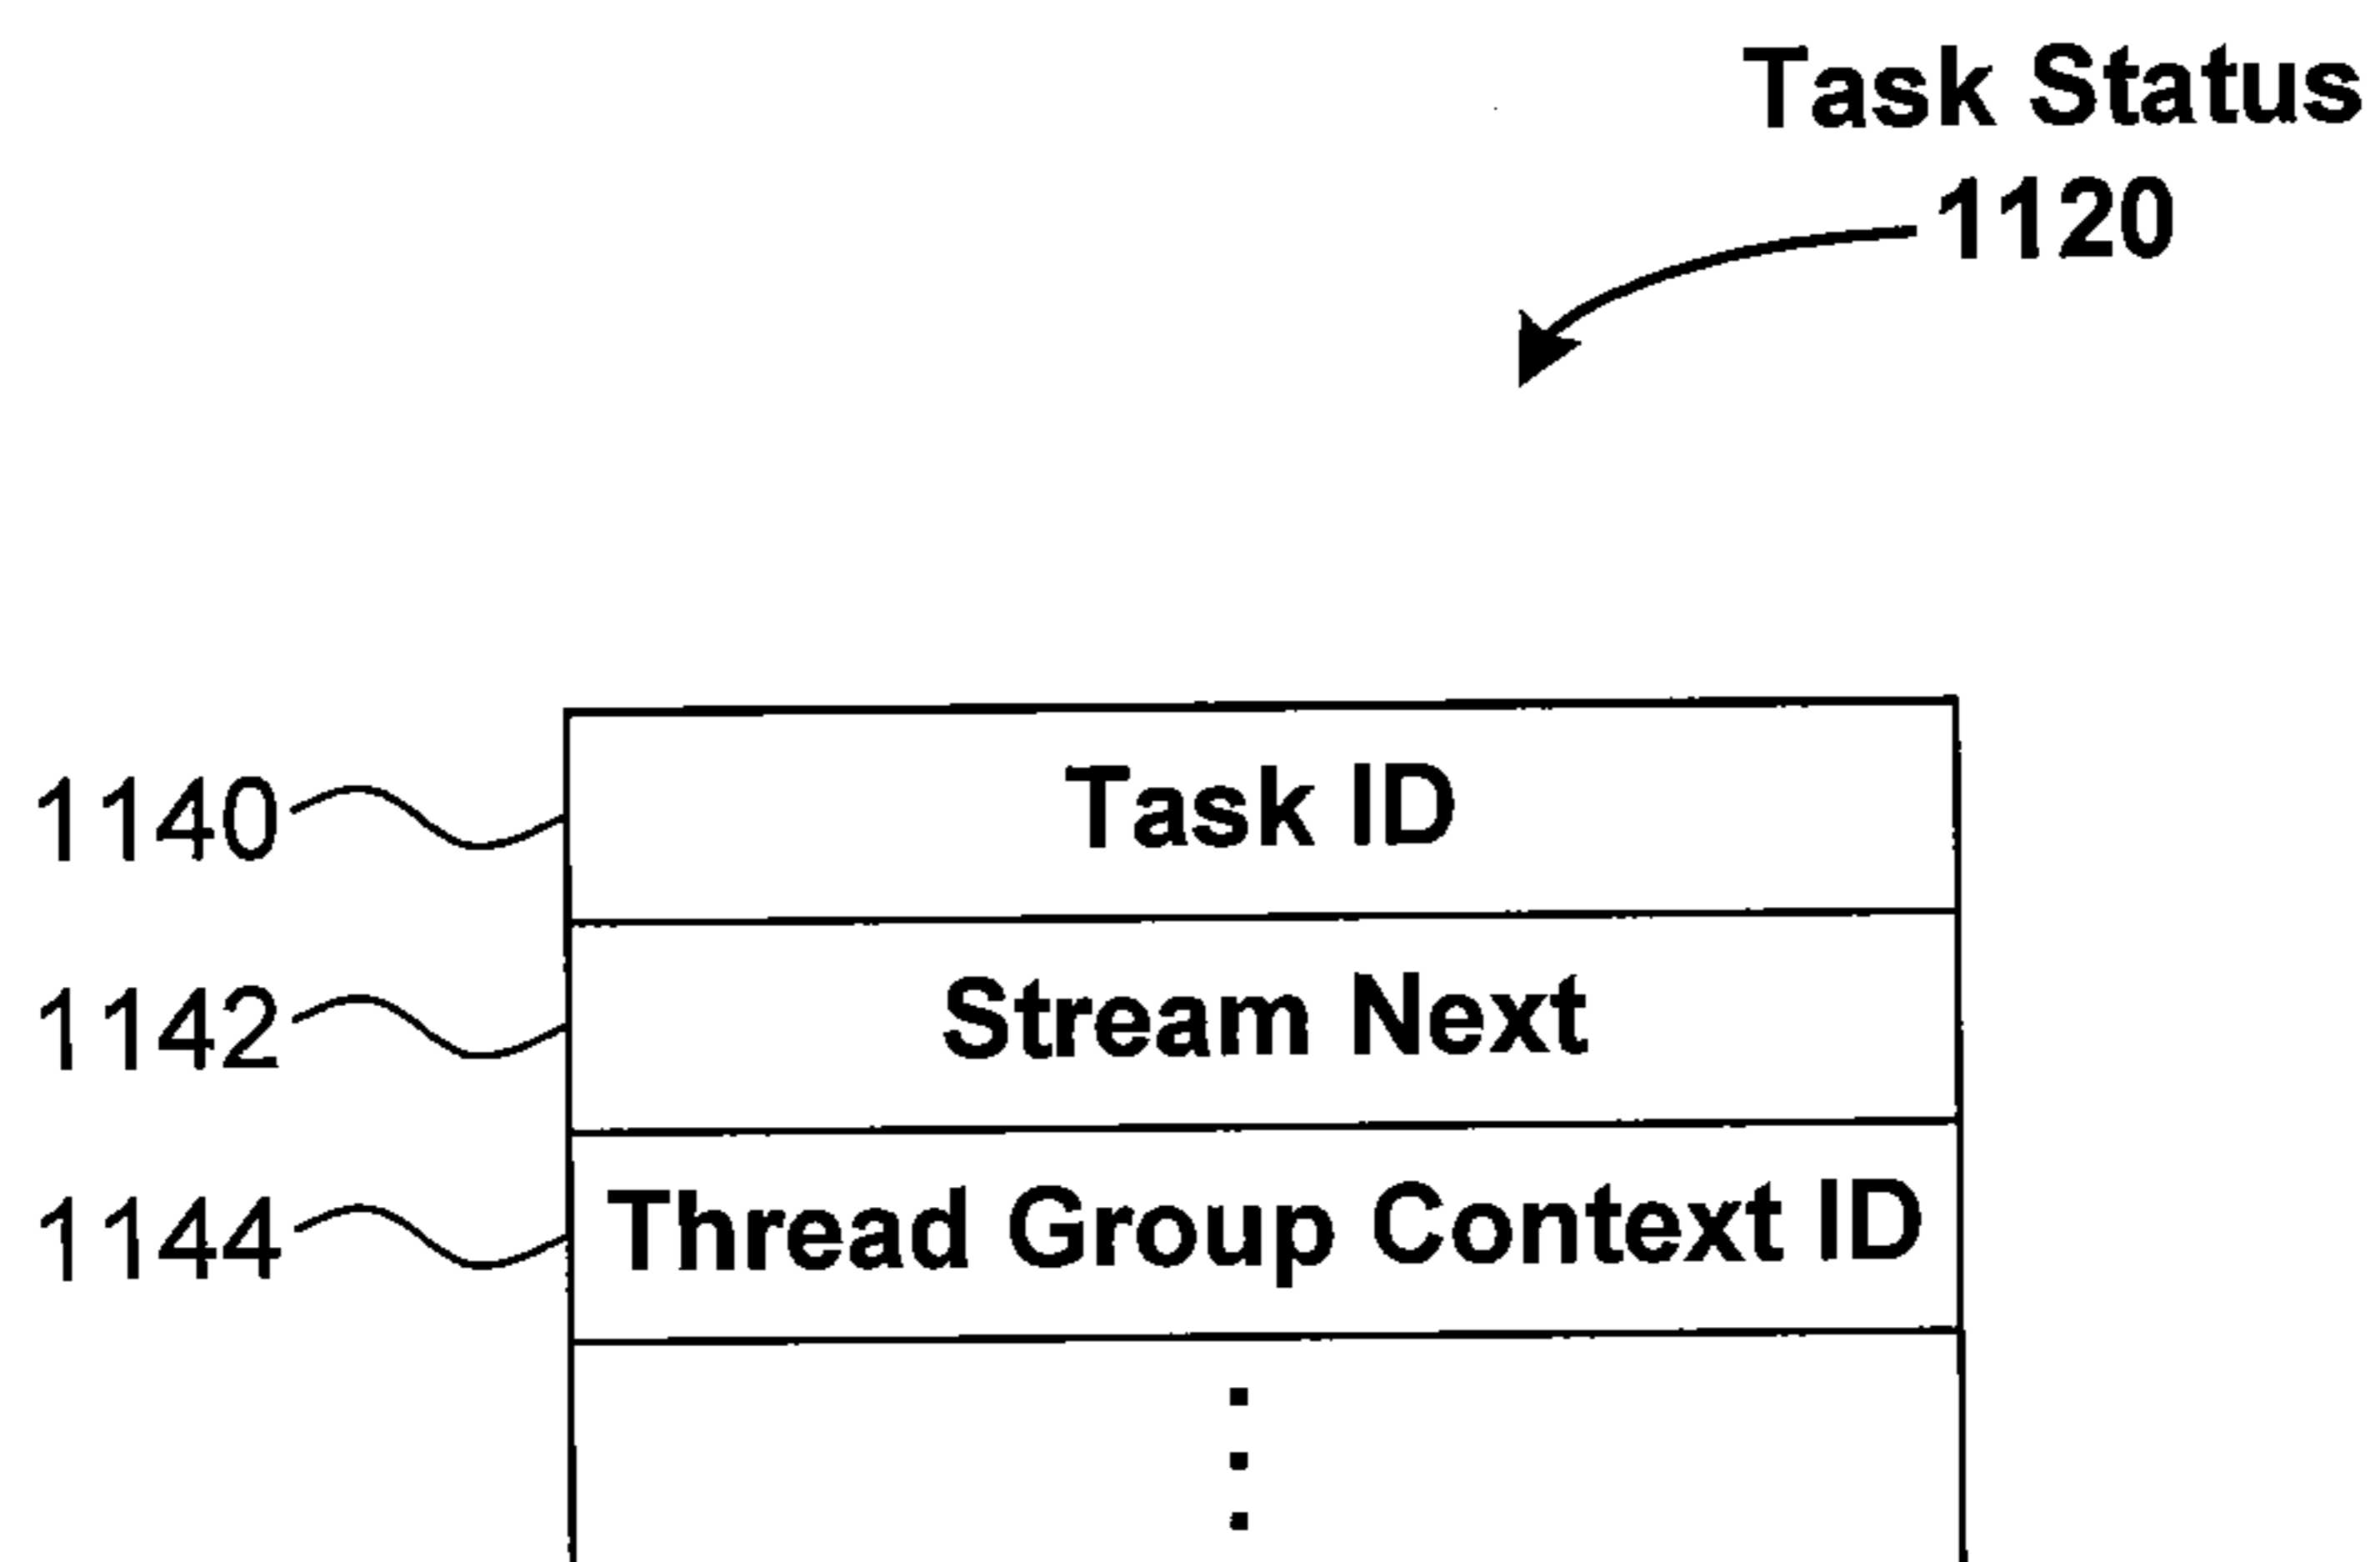 Task Status
1120
1140 Task ID
1142 Stream Next
1144 Thread Group Context ID